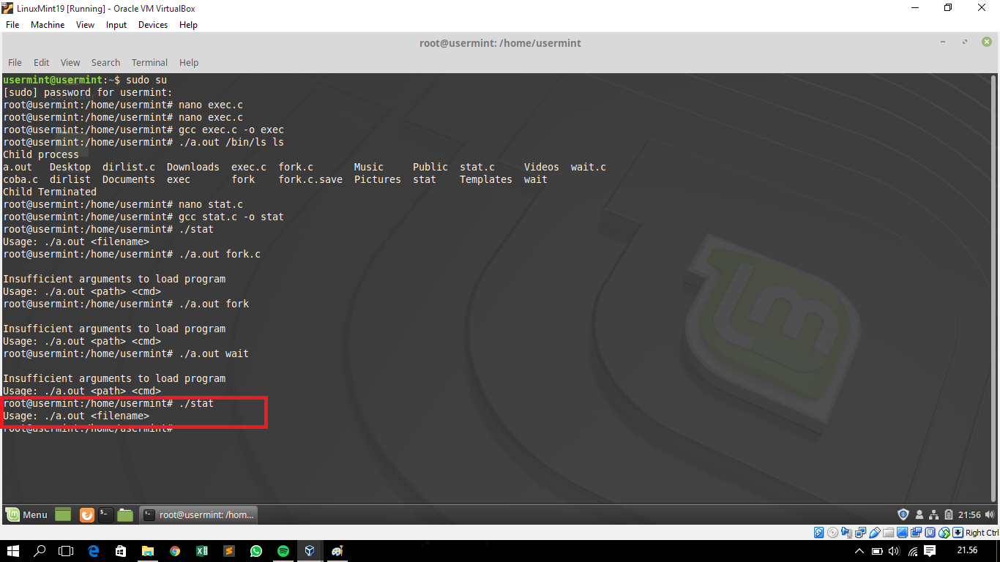 LinuxMint19 [Running] - Oracle VM VirtualBox
File Machine View Input Devices Help
root@usermint: /home/usermint
File Edit View Search Terminal Help
usermint@usermint:~$ sudo su
[sudo] password for usermint:
root@usermint:/home/usermint# nano exec.c
root@usermint:/home/usermint# nano exec.c
root@usermint:/home/usermint# gcc exec.c -o exec
root@usermint:/home/usermint# ./a.out /bin/ls ls
Child process
a.out Desktop dirlist.c Downloads exec.c fork.c Music Public stat.c Videos wait.c
coba.c dirlist Documents exec fork fork.c.save Pictures stat Templates wait
Child Terminated
root@usermint:/home/usermint# nano stat.c
root@usermint:/home/usermint# gcc stat.c -o stat
root@usermint:/home/usermint# ./stat
Usage: ./a.out <filename>
root@usermint:/home/usermint# ./a.out fork.c
Insufficient arguments to load program
Usage: ./a.out <path> <cmd>
root@usermint:/home/usermint# ./a.out fork
Insufficient arguments to load program
Usage: ./a.out <path> <cmd>
root@usermint:/home/usermint# ./a.out wait
Insufficient arguments to load program
Usage: ./a.out <path> <cmd>
root@usermint:/home/usermint# ./stat
Usage: ./a.out <filename>
root@usermint:/home/usermint#
Menu root@usermint: /hom... 21:56
Right Ctrl
21.56